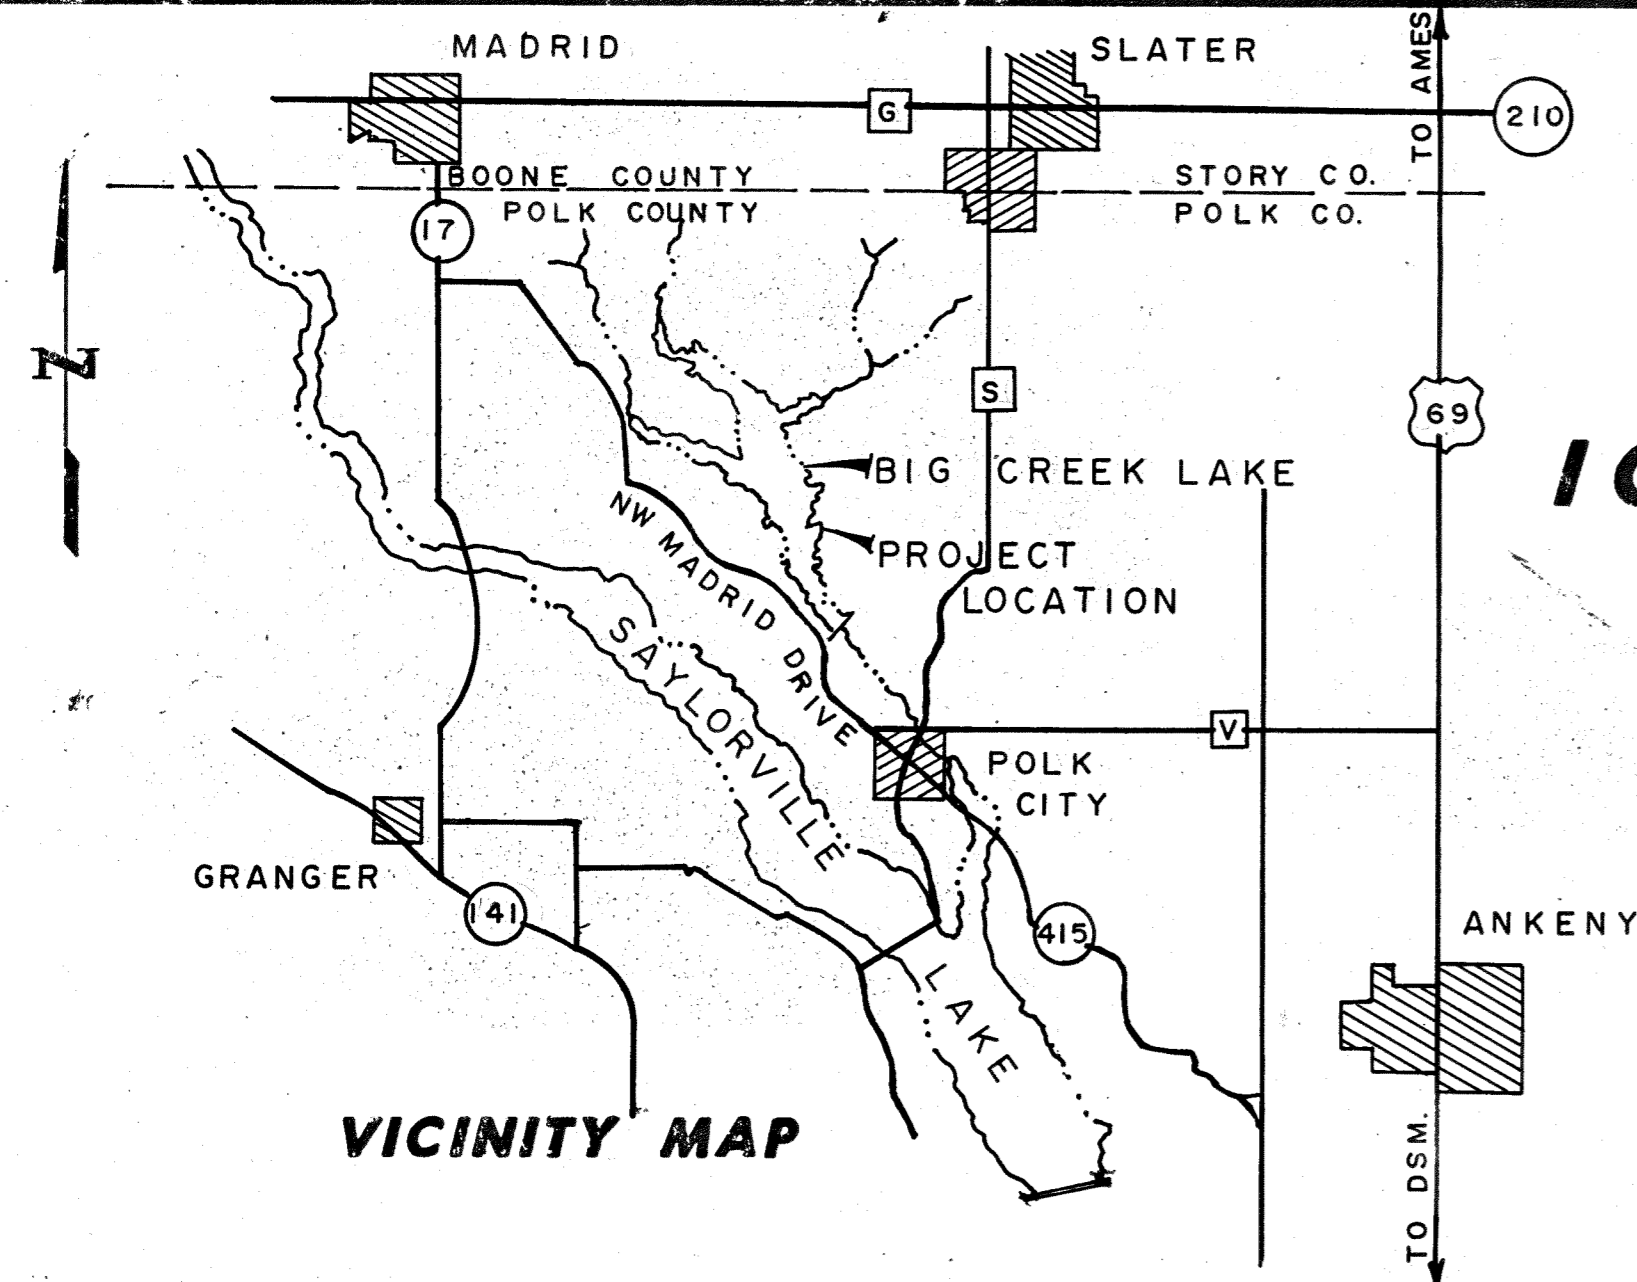 MADRID
SLATER
TO AMES
G
210
BOONE COUNTY
STORY CO.
POLK COUNTY
POLK CO.
17
N
S
69
BIG CREEK LAKE
NW MADRID DRIVE
PROJECT
LOCATION
SAYLORVILLE
LAKE
V
POLK
CITY
GRANGER
141
415
ANKENY
VICINITY MAP
TO DSM.